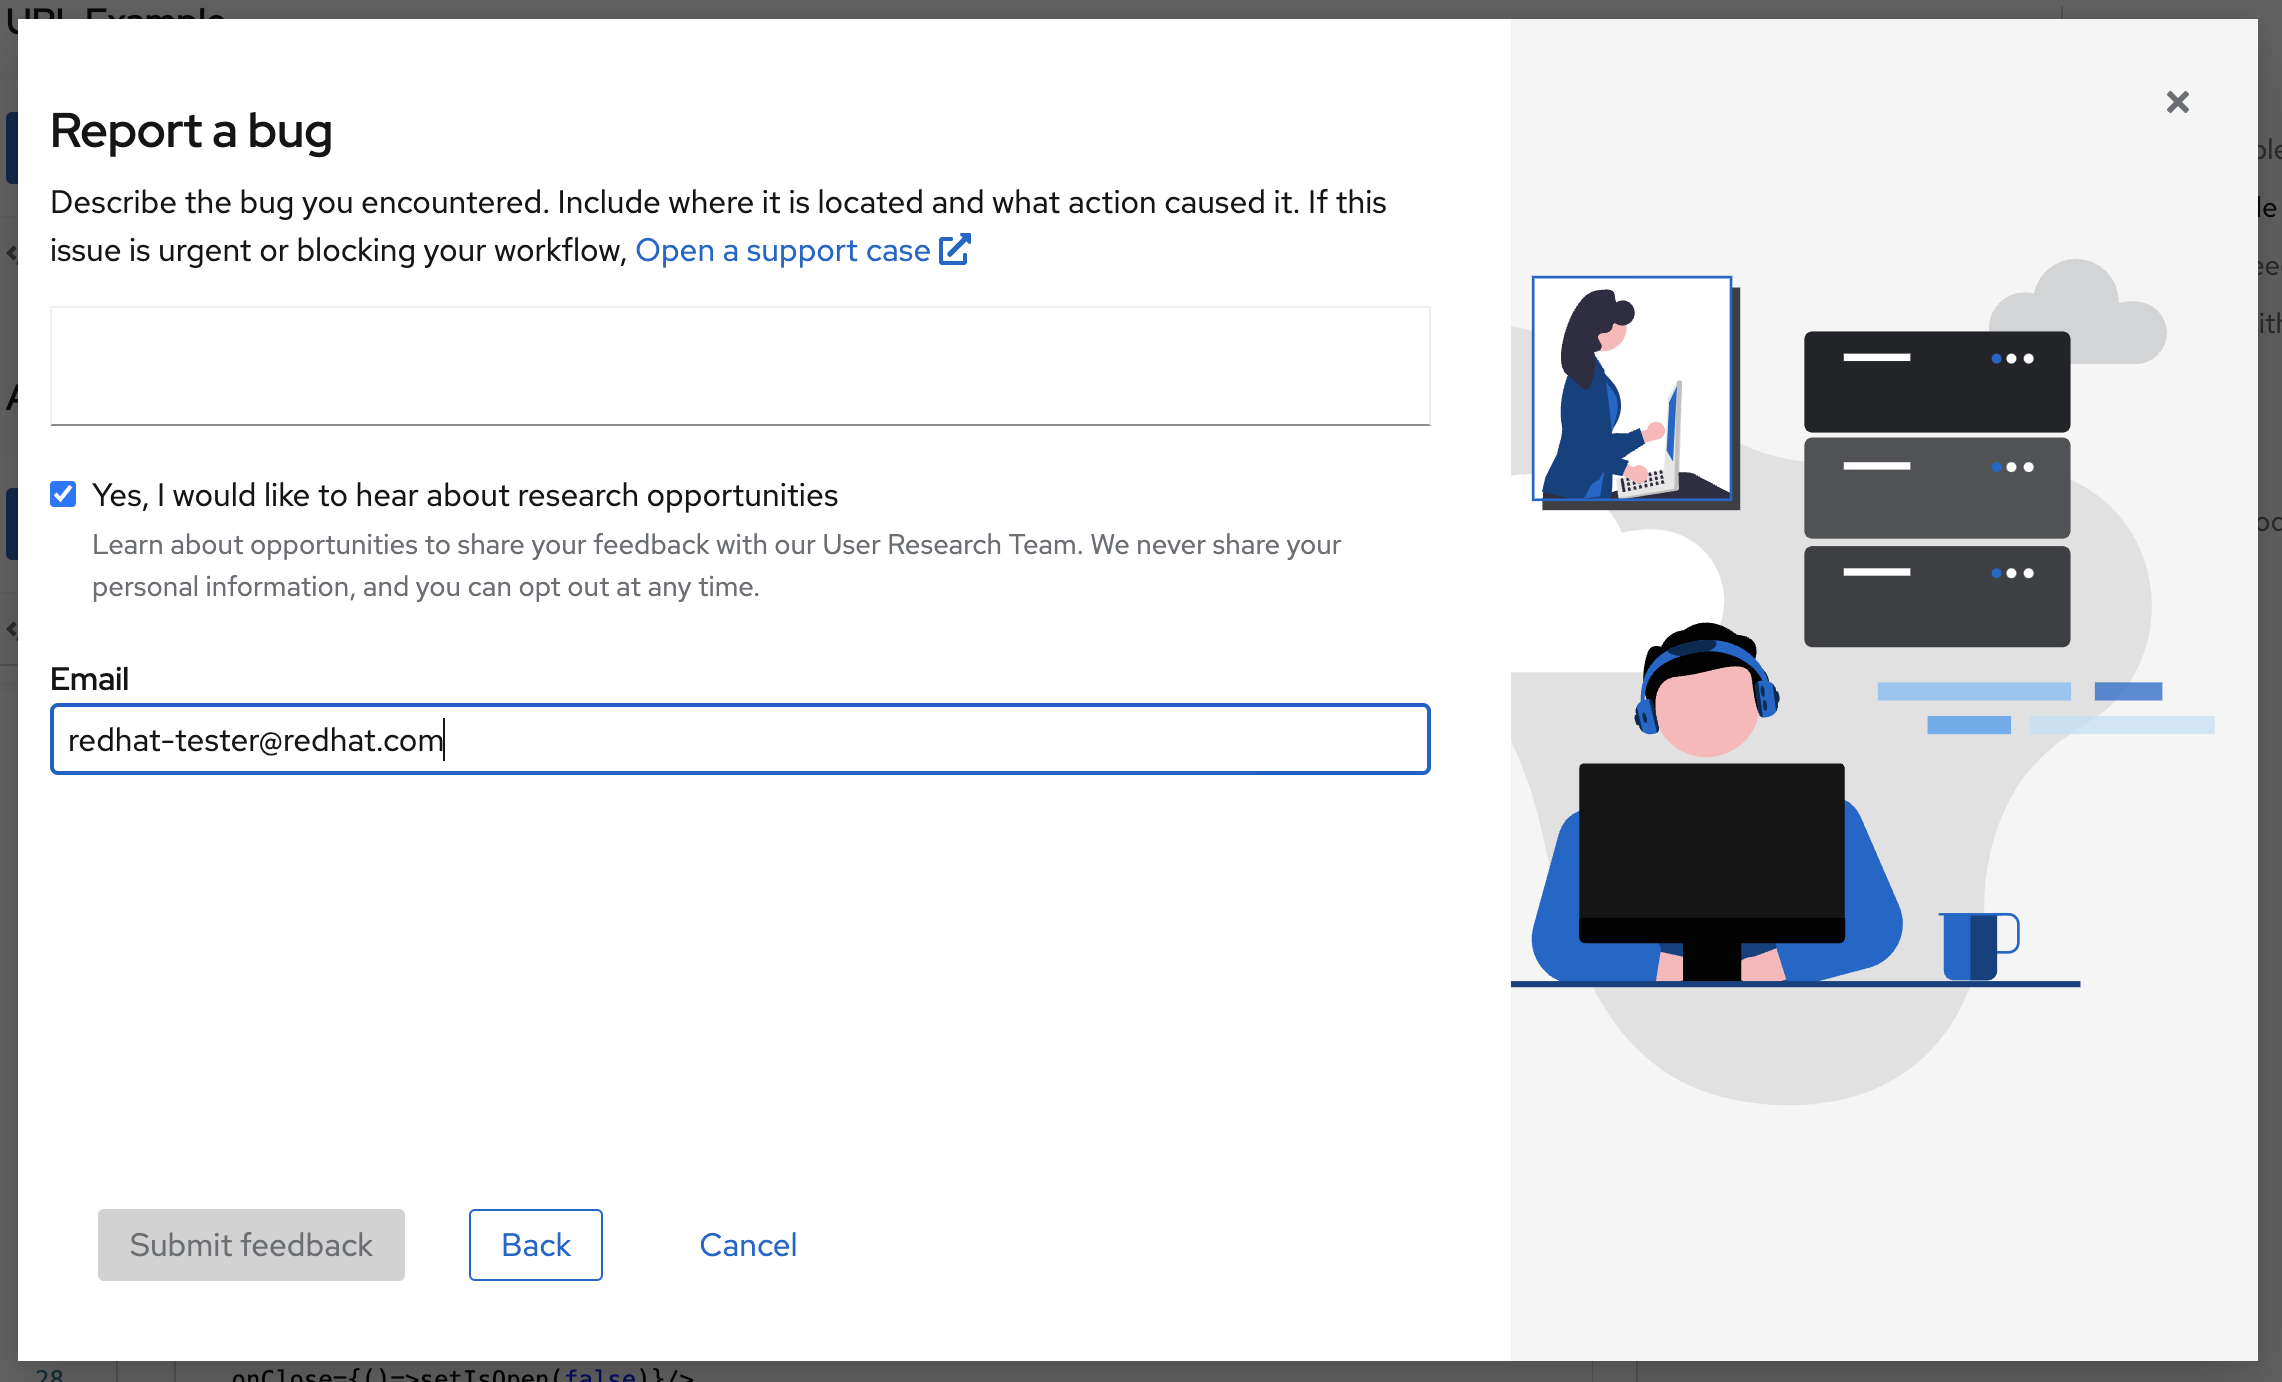 URL Example
Report a bug
Describe the bug you encountered. Include where it is located and what action caused it. If this
issue is urgent or blocking your workflow, Open a support case
Yes, I would like to hear about research opportunities
Learn about opportunities to share your feedback with our User Research Team. We never share your
personal information, and you can opt out at any time.
Email
redhat-tester@redhat.com
Submit feedback
Back
Cancel
28 onClose={()=>setIsOpen(false)}/>